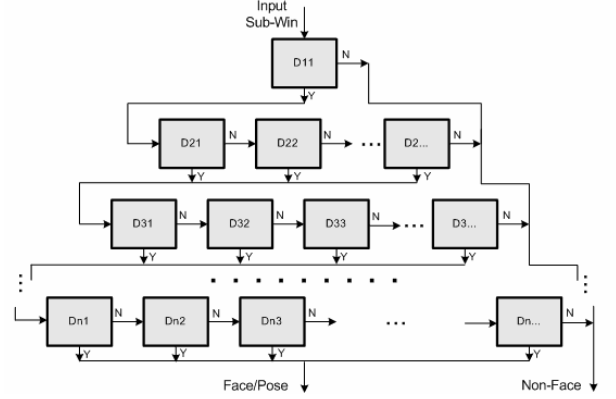 Input
Sub-Win
D11
N
Y
D21
N
D22
N
...
D2...
N
Y
Y
Y
D31
N
D32
N
D33
N
...
D3...
N
Y
Y
Y
Y
Dn1
N
Dn2
N
Dn3
N
...
Dn...
N
Y
Y
Y
Y
Face/Pose
Non-Face